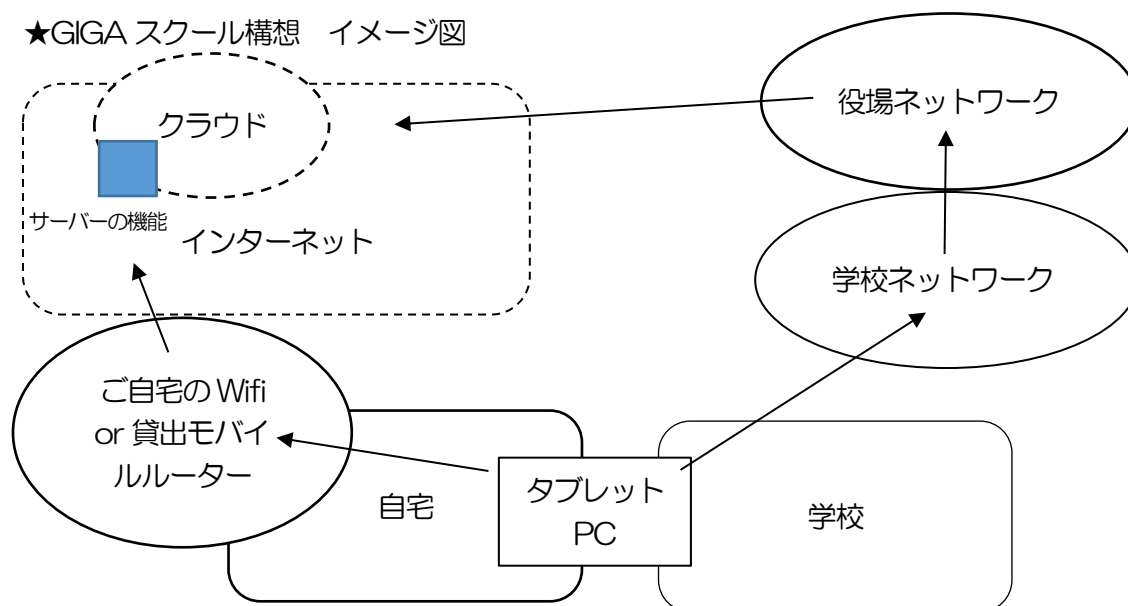 ★GIGA スクール構想　イメージ図
クラウド
サーバーの機能
インターネット
役場ネットワーク
学校ネットワーク
ご自宅の Wifi
or 貸出モバイ
ルルーター
自宅
タブレット
PC
学校